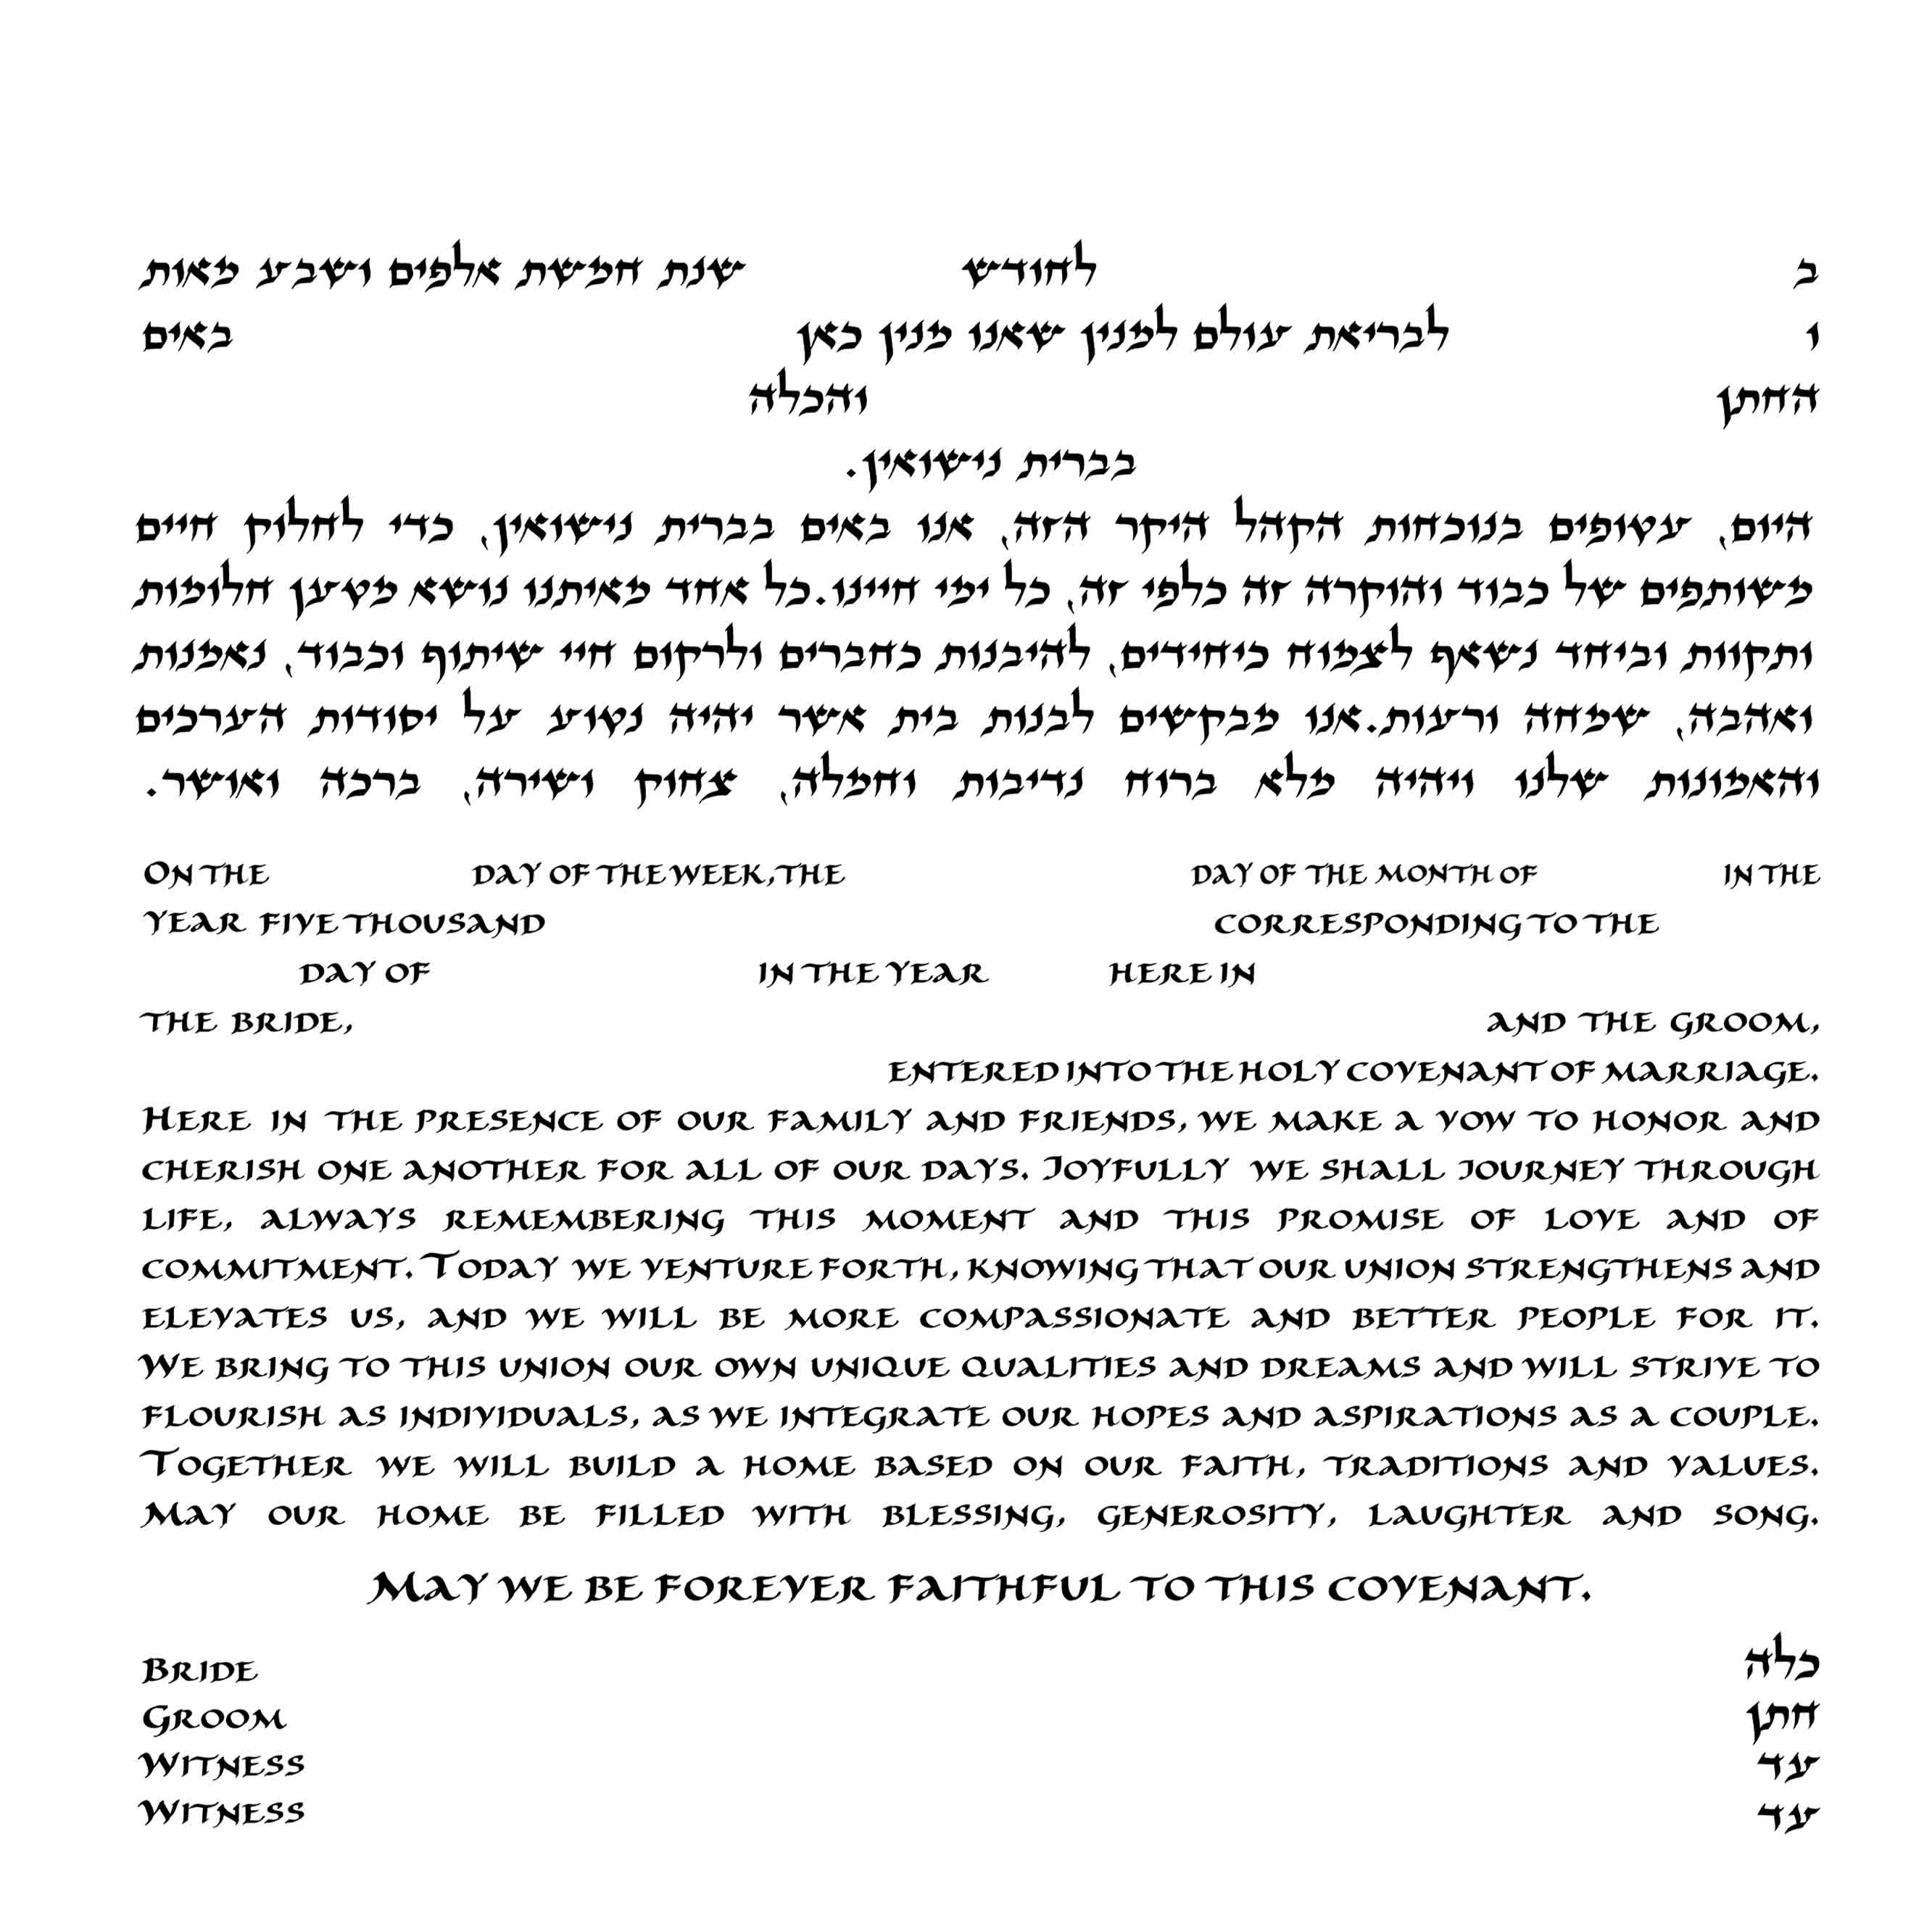 ב לחודש שנת חמשת אלפים ושבע מאות
ו לבריאת עולם למנין שאנו מנין כאן באים
החתן והכלה
בברית נישואין.
היום, עטופים בנוכחות הקהל היקר הזה, אנו באים בברית נישואין, כדי לחלוק חיים
משותפים של כבוד והוקרה זה כלפי זה, כל ימי חיינו.כל אחד מאיתנו נושא מטען חלומות
ותקוות וביחד נשאף לצמוח כיחידים, להיבנות כחברים ולרקום חיי שיתוף וכבוד, נאמנות
ואהבה, שמחה ורעות.אנו מבקשים לבנות בית אשר יהיה נטוע על יסודות הערכים
והאמונות שלנו ויהיה מלא ברוח נדיבות וחמלה, צחוק ושירה, ברכה ואושר.
On the day of the week, the day of the month of in the
year five thousand corresponding to the
day of in the year here in
the bride, and the groom,
entered into the holy covenant of marriage.
Here in the presence of our family and friends, we make a vow to honor and
cherish one another for all of our days. Joyfully we shall journey through
life, always remembering this moment and this promise of love and of
commitment. Today we venture forth, knowing that our union strengthens and
elevates us, and we will be more compassionate and better people for it.
We bring to this union our own unique qualities and dreams and will strive to
flourish as individuals, as we integrate our hopes and aspirations as a couple.
Together we will build a home based on our faith, traditions and values.
May our home be filled with blessing, generosity, laughter and song.
May we be forever faithful to this covenant.
Bride כלה
Groom חתן
Witness עד
Witness עד